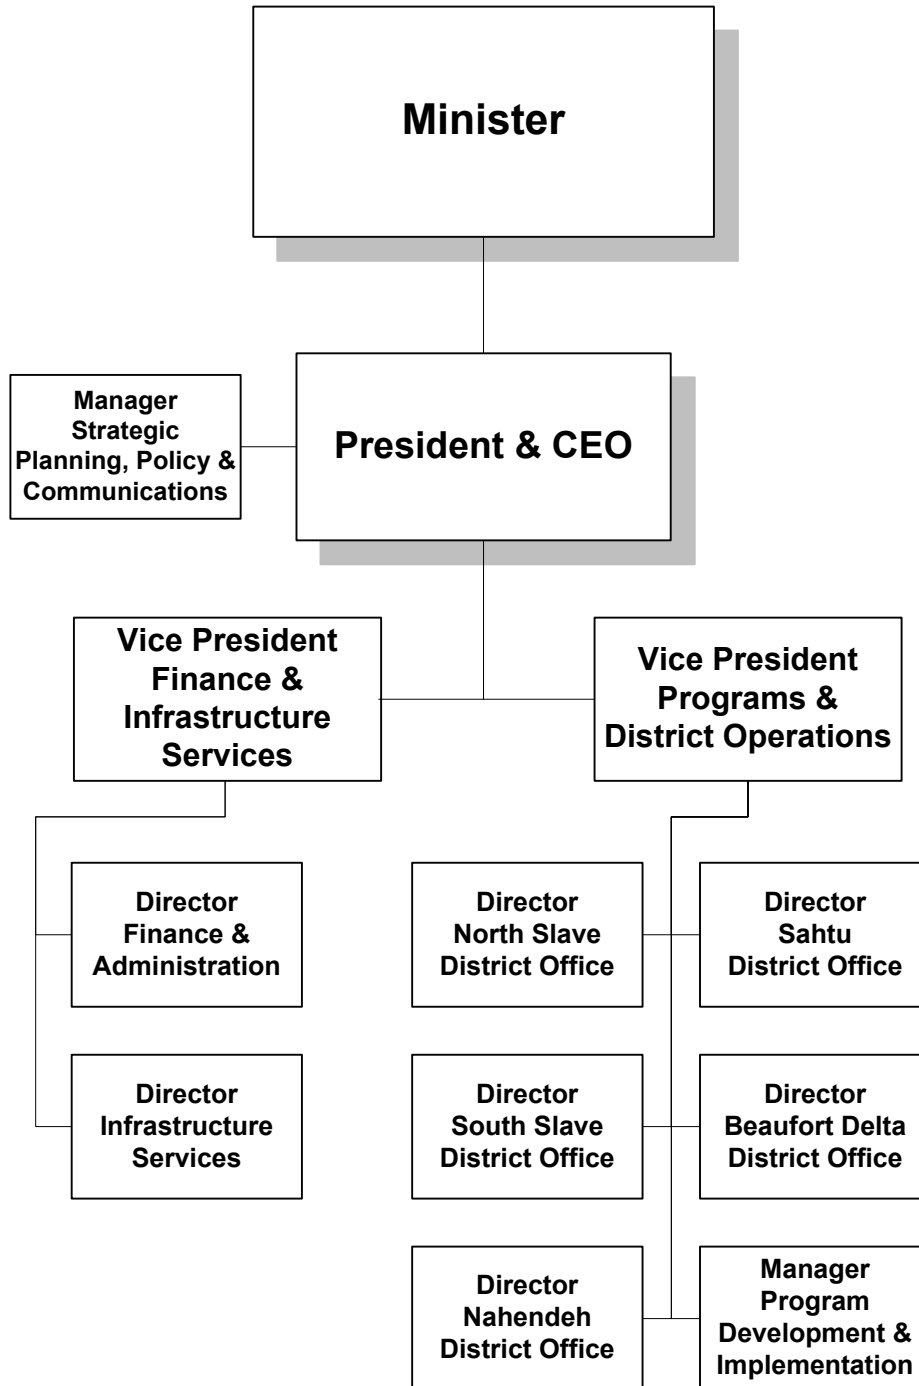 Minister
Manager
Strategic
Planning, Policy &
Communications
President & CEO
Vice President
Finance &
Infrastructure
Services
Vice President
Programs &
District Operations
Director
Finance &
Administration
Director
North Slave
District Office
Director
Sahtu
District Office
Director
Infrastructure
Services
Director
South Slave
District Office
Director
Beaufort Delta
District Office
Director
Nahendeh
District Office
Manager
Program
Development &
Implementation